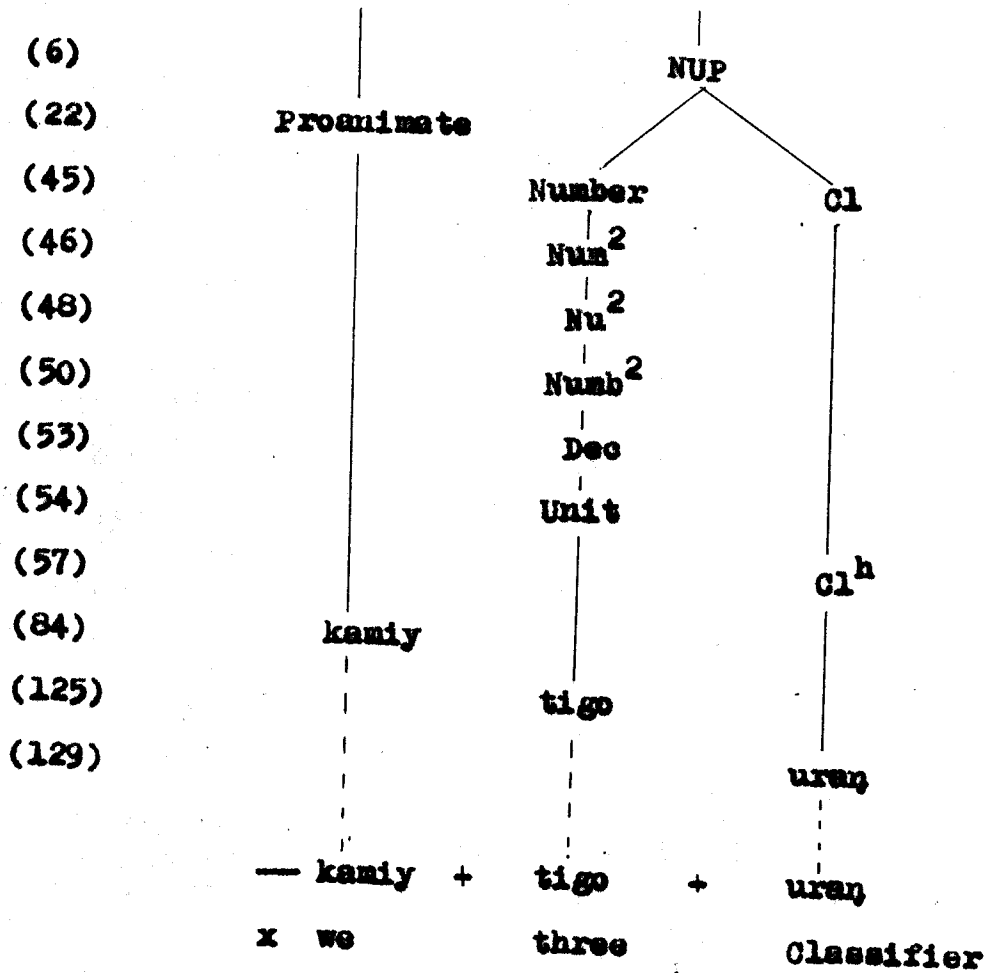 (6) NUP
(22) Proanimate
(45) Number Cl
(46) Num²
(48) Nu²
(50) Numb²
(53) Dec
(54) Unit
(57) Clʰ
(84) kamiy
(125) tigo
(129) uraŋ
— kamiy + tigo + uraŋ
x we three Classifier